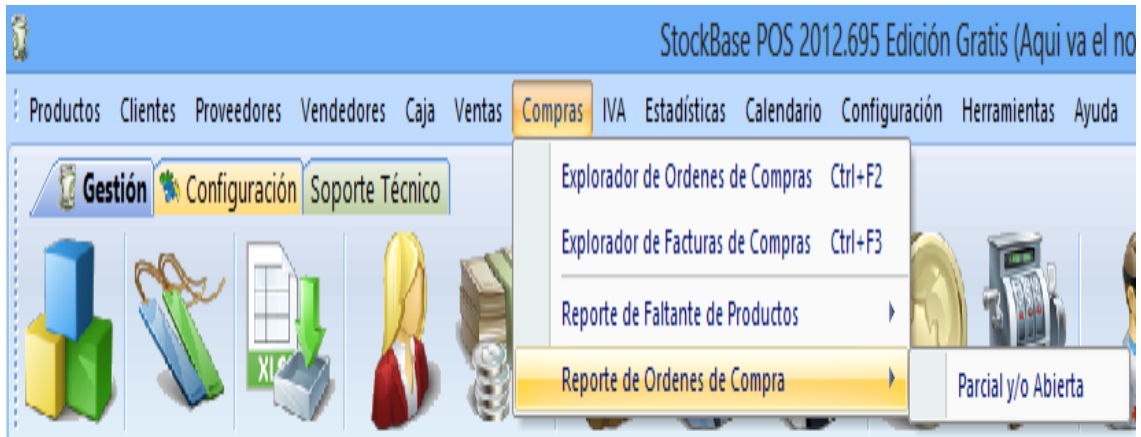 StockBase POS 2012.695 Edición Gratis (Aqui va el no
Productos Clientes Proveedores Vendedores Caja Ventas Compras IVA Estadísticas Calendario Configuración Herramientas Ayuda
Gestión Configuración Soporte Técnico
Explorador de Ordenes de Compras Ctrl+F2
Explorador de Facturas de Compras Ctrl+F3
Reporte de Faltante de Productos
Reporte de Ordenes de Compra
Parcial y/o Abierta